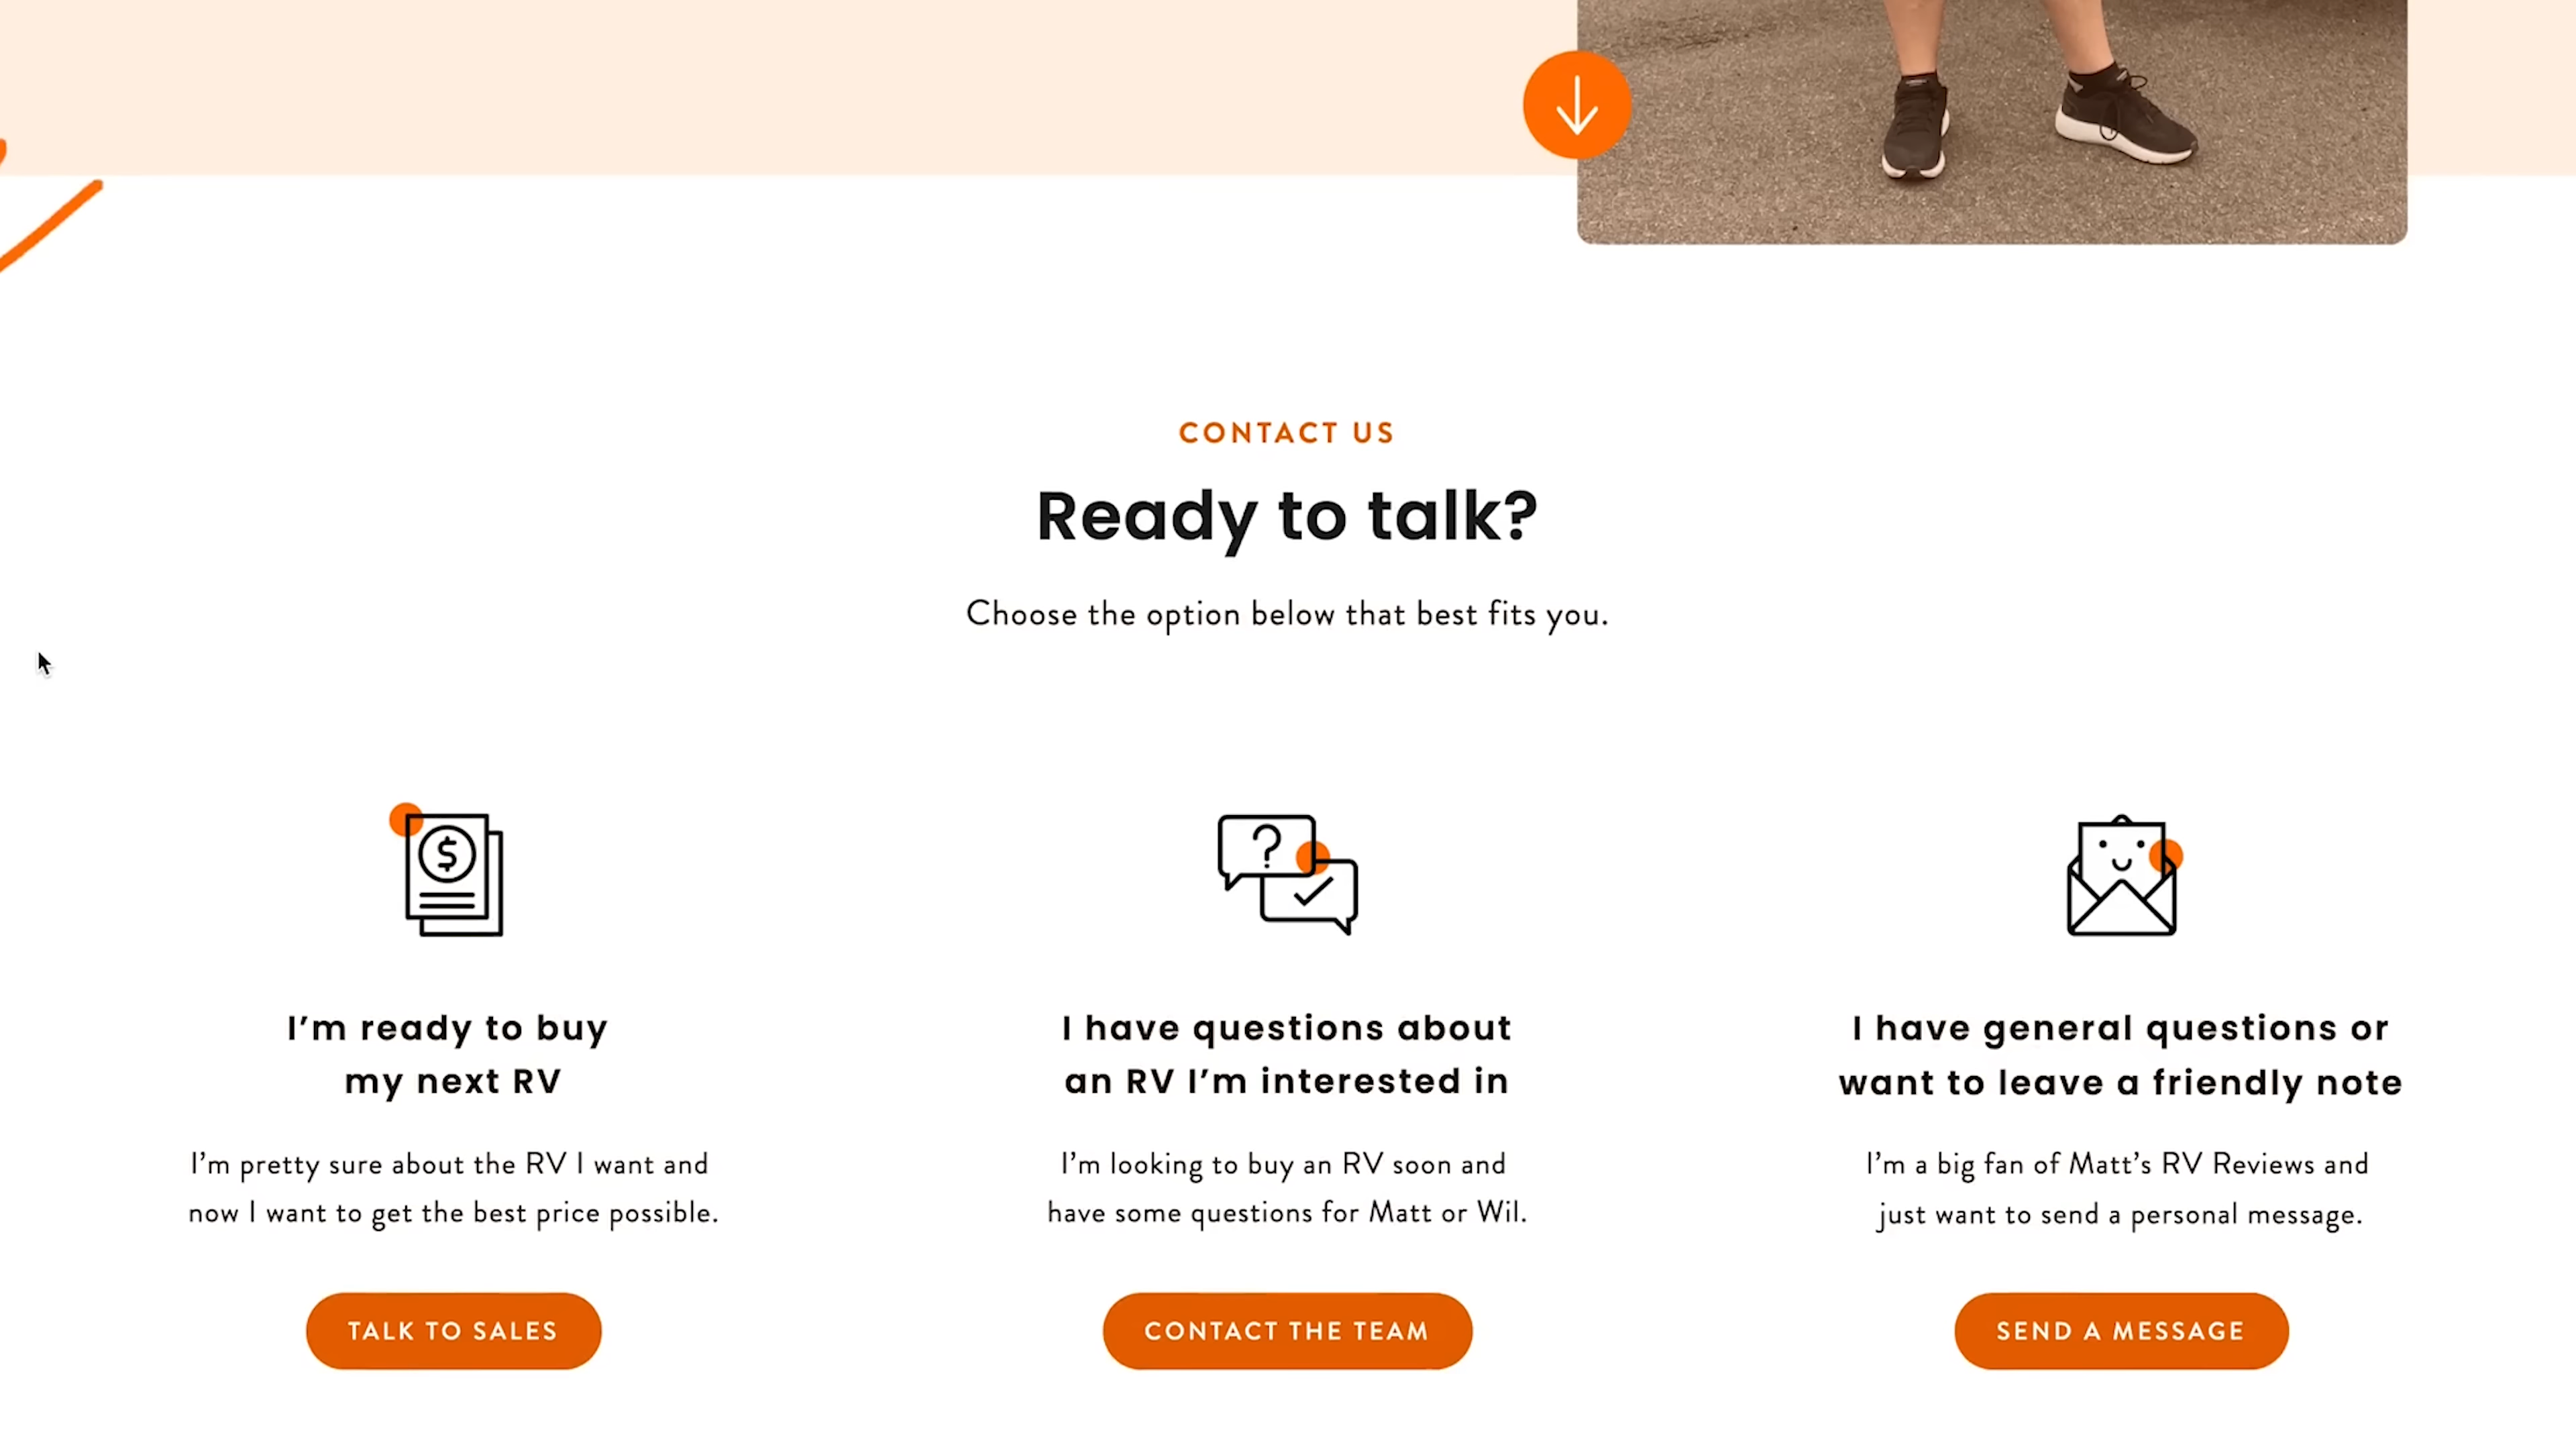 CONTACT US
Ready to talk?
Choose the option below that best fits you.
I'm ready to buy
my next RV
I'm pretty sure about the RV I want and
now I want to get the best price possible.
TALK TO SALES
I have questions about
an RV I'm interested in
I'm looking to buy an RV soon and
have some questions for Matt or Wil.
CONTACT THE TEAM
I have general questions or
want to leave a friendly note
I'm a big fan of Matt's RV Reviews and
just want to send a personal message.
SEND A MESSAGE